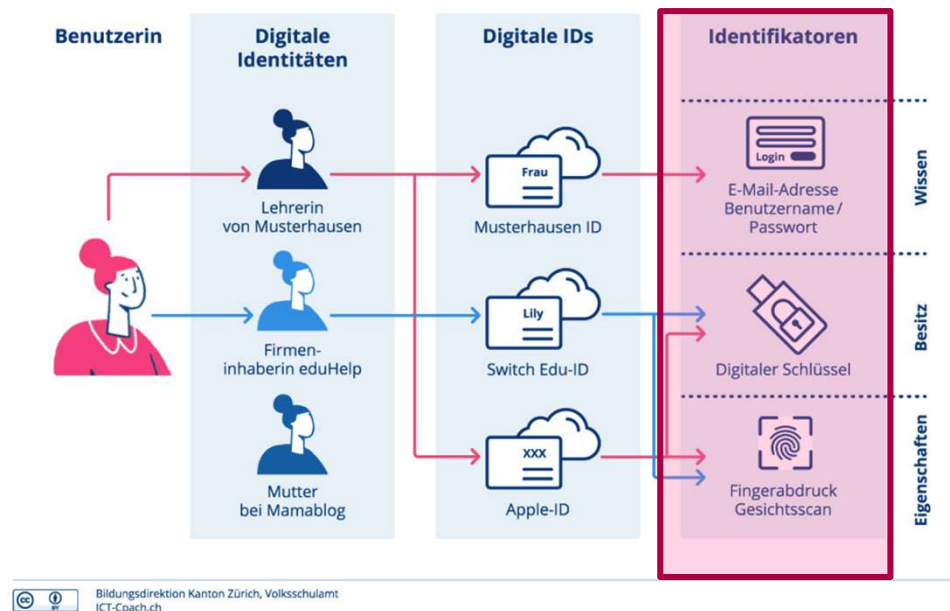 Benutzerin
Digitale
Identitäten
Digitale IDs
Identifikatoren
Lehrerin
von Musterhausen
Frau
Musterhausen ID
Login
E-Mail-Adresse
Benutzername/
Passwort
Wissen
Firmen-
inhaberin eduHelp
Lily
Switch Edu-ID
Digitaler Schlüssel
Besitz
Mutter
bei Mamablog
XXX
Apple-ID
Fingerabdruck
Gesichtsscan
Eigenschaften
cc
BY
Bildungsdirektion Kanton Zürich, Volksschulamt
ICT-Coach.ch